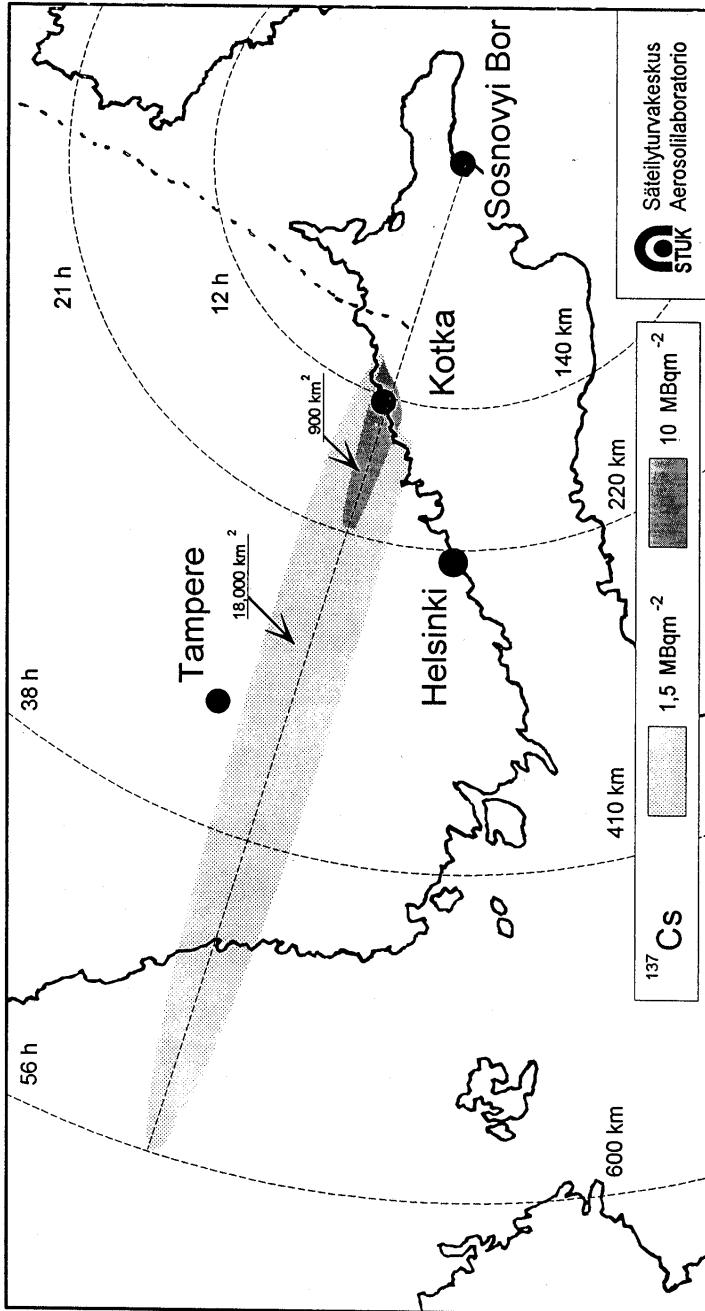 56 h
38 h
21 h
12 h
Tampere
18,000 km²
900 km²
Kotka
Helsinki
Sosnovyi Bor
600 km
410 km
220 km
140 km
¹³⁷Cs
1,5 MBqm⁻²
10 MBqm⁻²
STUK
Säteilyturvakeskus
Aerosolilaboratorio